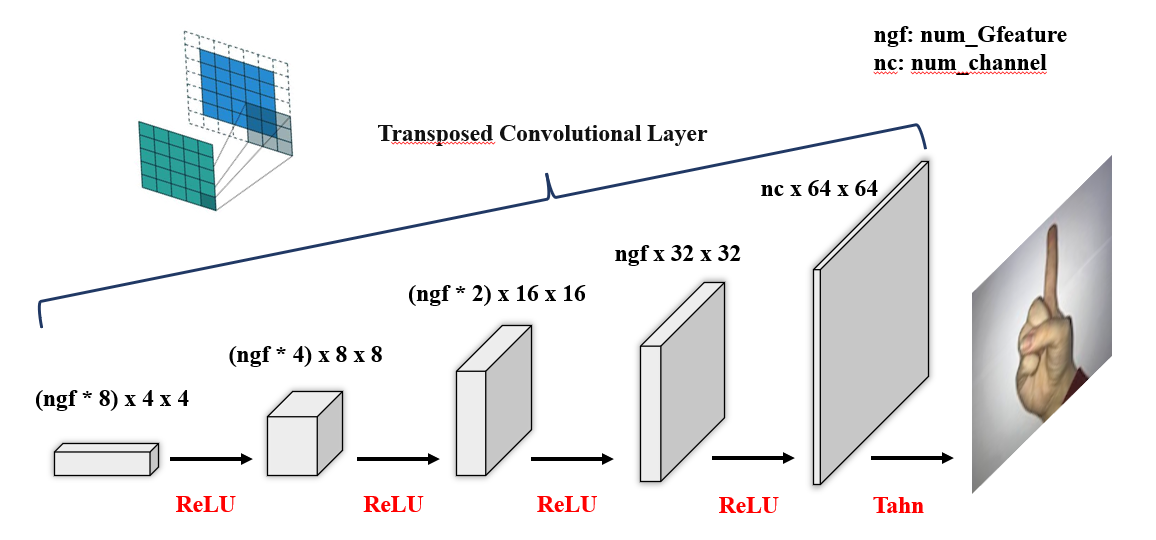 ngf: num_Gfeature
nc: num_channel
Transposed Convolutional Layer
nc x 64 x 64
ngf x 32 x 32
(ngf * 2) x 16 x 16
(ngf * 4) x 8 x 8
(ngf * 8) x 4 x 4
ReLU
ReLU
ReLU
ReLU
Tahn